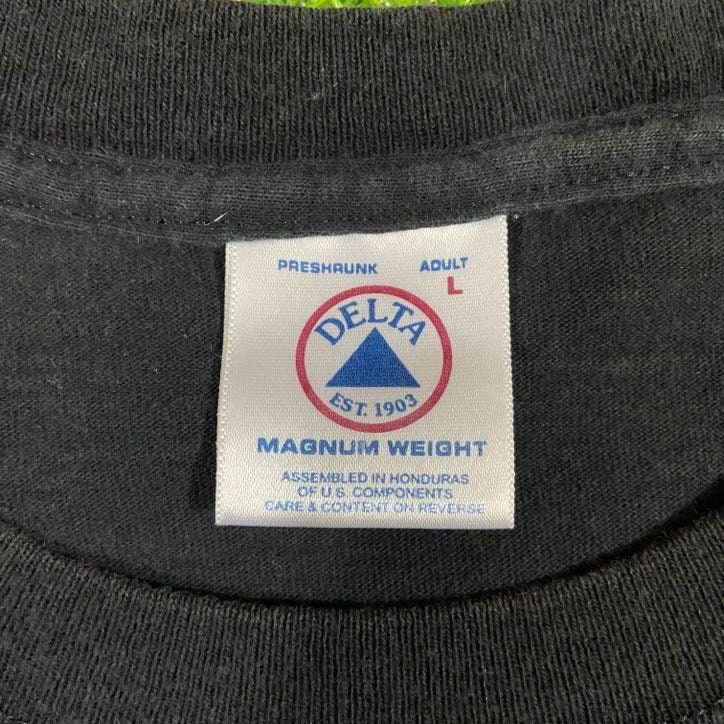 PRESHRUNK ADULT
L
DELTA
EST. 1903
MAGNUM WEIGHT
ASSEMBLED IN HONDURAS
OF U.S. COMPONENTS
CARE & CONTENT ON REVERSE